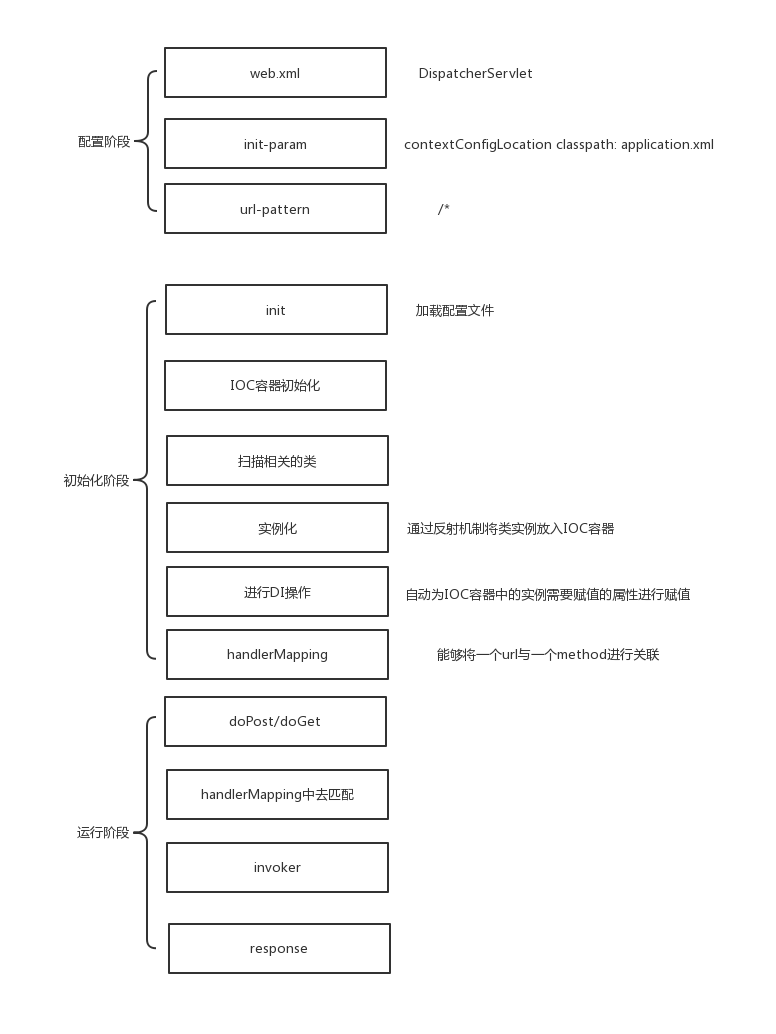 web.xml DispatcherServlet
配置阶段
init-param contextConfigLocation classpath: application.xml
url-pattern /*
init 加载配置文件
IOC容器初始化
扫描相关的类
初始化阶段
实例化 通过反射机制将类实例放入IOC容器
进行DI操作 自动为IOC容器中的实例需要赋值的属性进行赋值
handlerMapping 能够将一个url与一个method进行关联
doPost/doGet
handlerMapping中去匹配
运行阶段
invoker
response